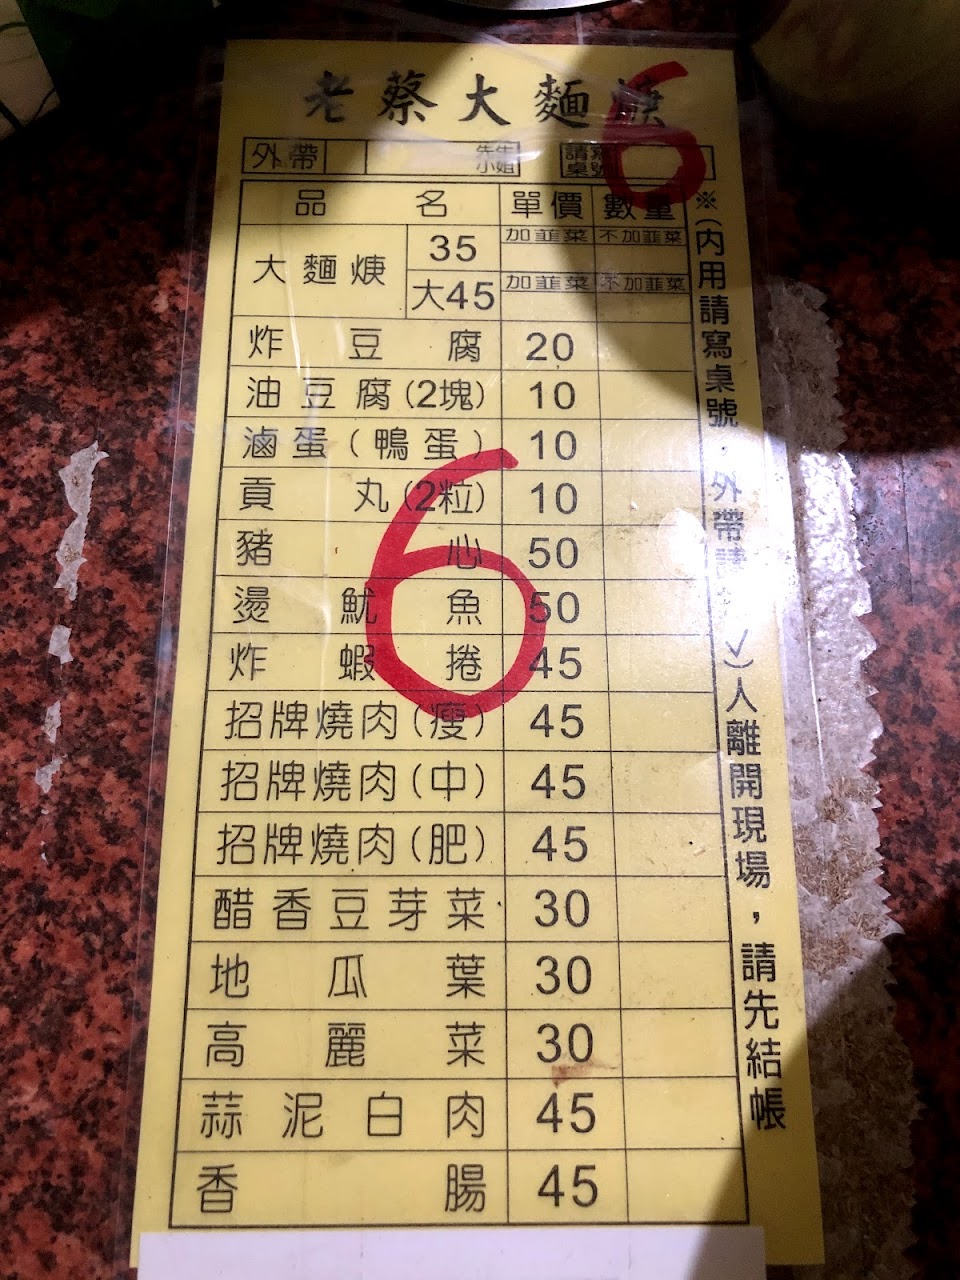 老蔡大麵焿
6
外帶 先生 小姐 請寫桌號
品名 單價 數量
大麵焿 35 加韮菜 不加韮菜
大45 加韮菜 不加韮菜
炸豆腐 20
油豆腐(2塊) 10
滷蛋(鴨蛋) 10
貢丸(2粒) 10
豬心 50
燙魷魚 50
炸蝦捲 45
招牌燒肉(瘦) 45
招牌燒肉(中) 45
招牌燒肉(肥) 45
醋香豆芽菜 30
地瓜葉 30
高麗菜 30
蒜泥白肉 45
香腸 45
6
※(內用請寫桌號.外帶請✓)人離開現場,請先結帳